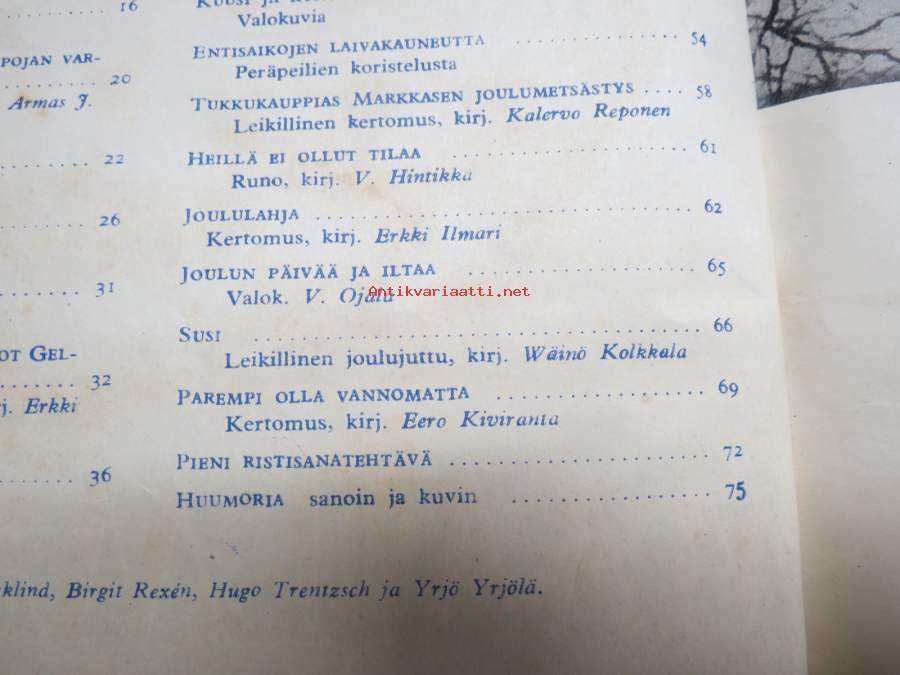 16
POJAN VAR-
20
Armas J.
22
26
31
OT GEL-
32
rj. Erkki
36
Valokuvia
ENTISAIKOJEN LAIVAKAUNEUTTA 54
Peräpeilien koristelusta
TUKKUKAUPPIAS MARKKASEN JOULUMETSÄSTYS 58
Leikillinen kertomus, kirj. Kalervo Reponen
HEILLÄ EI OLLUT TILAA 61
Runo, kirj. V. Hintikka
JOULULAHJA 62
Kertomus, kirj. Erkki Ilmari
JOULUN PÄIVÄÄ JA ILTAA 65
Valok. V. Ojala
Antikvariaatti.net
SUSI 66
Leikillinen joulujuttu, kirj. Wäinö Kolkkala
PAREMPI OLLA VANNOMATTA 69
Kertomus, kirj. Eero Kiviranta
PIENI RISTISANATEHTÄVÄ 72
HUUMORIA sanoin ja kuvin 75
klind, Birgit Rexén, Hugo Trentzsch ja Yrjö Yrjölä.